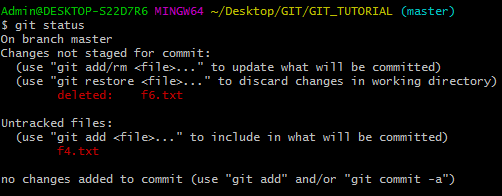 Admin@DESKTOP-S22D7R6 MINGW64 ~/Desktop/GIT/GIT_TUTORIAL (master)
$ git status
On branch master
Changes not staged for commit:
  (use "git add/rm <file>..." to update what will be committed)
  (use "git restore <file>..." to discard changes in working directory)
        deleted:    f6.txt

Untracked files:
  (use "git add <file>..." to include in what will be committed)
        f4.txt

no changes added to commit (use "git add" and/or "git commit -a")